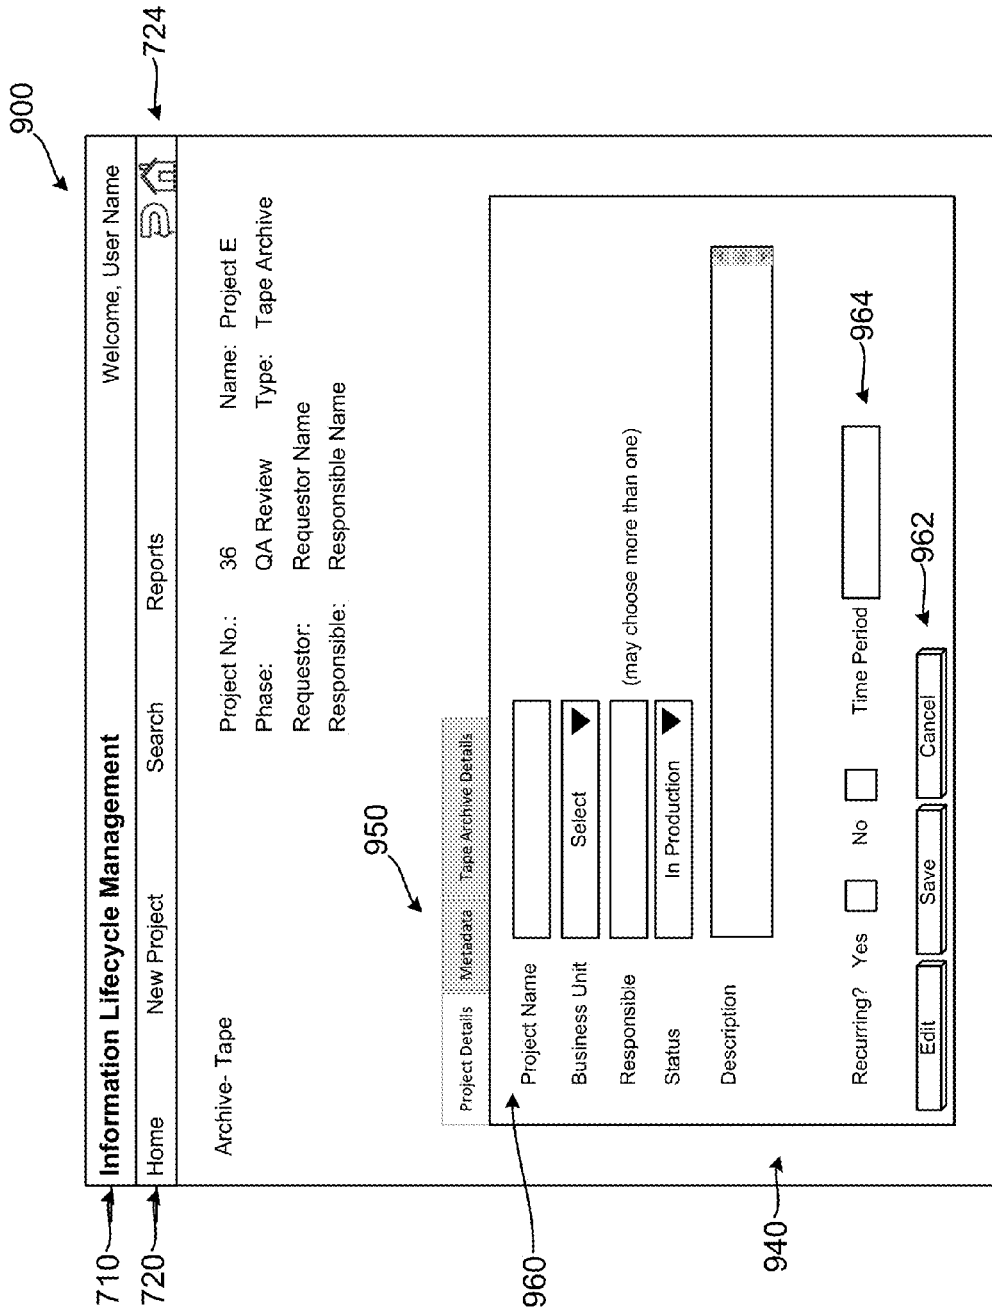 900
710 Information Lifecycle Management Welcome, User Name
720 Home New Project Search Reports 724
Archive- Tape Project No.: 36 Name: Project E
Phase: QA Review Type: Tape Archive
Requestor: Requestor Name
Responsible: Responsible Name
950
Project Details Metadata Tape Archive Details
960 Project Name
Business Unit Select
Responsible (may choose more than one)
Status In Production
Description
940
Recurring? Yes No Time Period 964
Edit Save Cancel 962